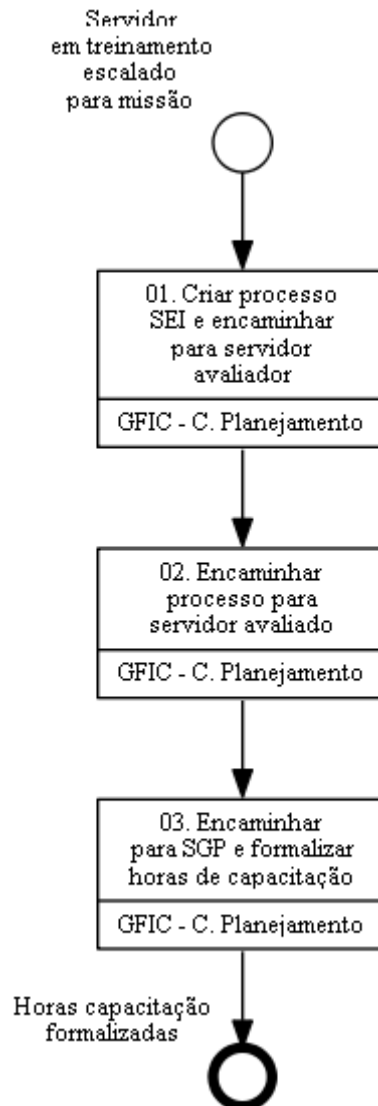 Servidor
em treinamento
escalado
para missão
01. Criar processo
SEI e encaminhar
para servidor
avaliador
GFIC - C. Planejamento
02. Encaminhar
processo para
servidor avaliado
GFIC - C. Planejamento
03. Encaminhar
para SGP e formalizar
horas de capacitação
GFIC - C. Planejamento
Horas capacitação
formalizadas